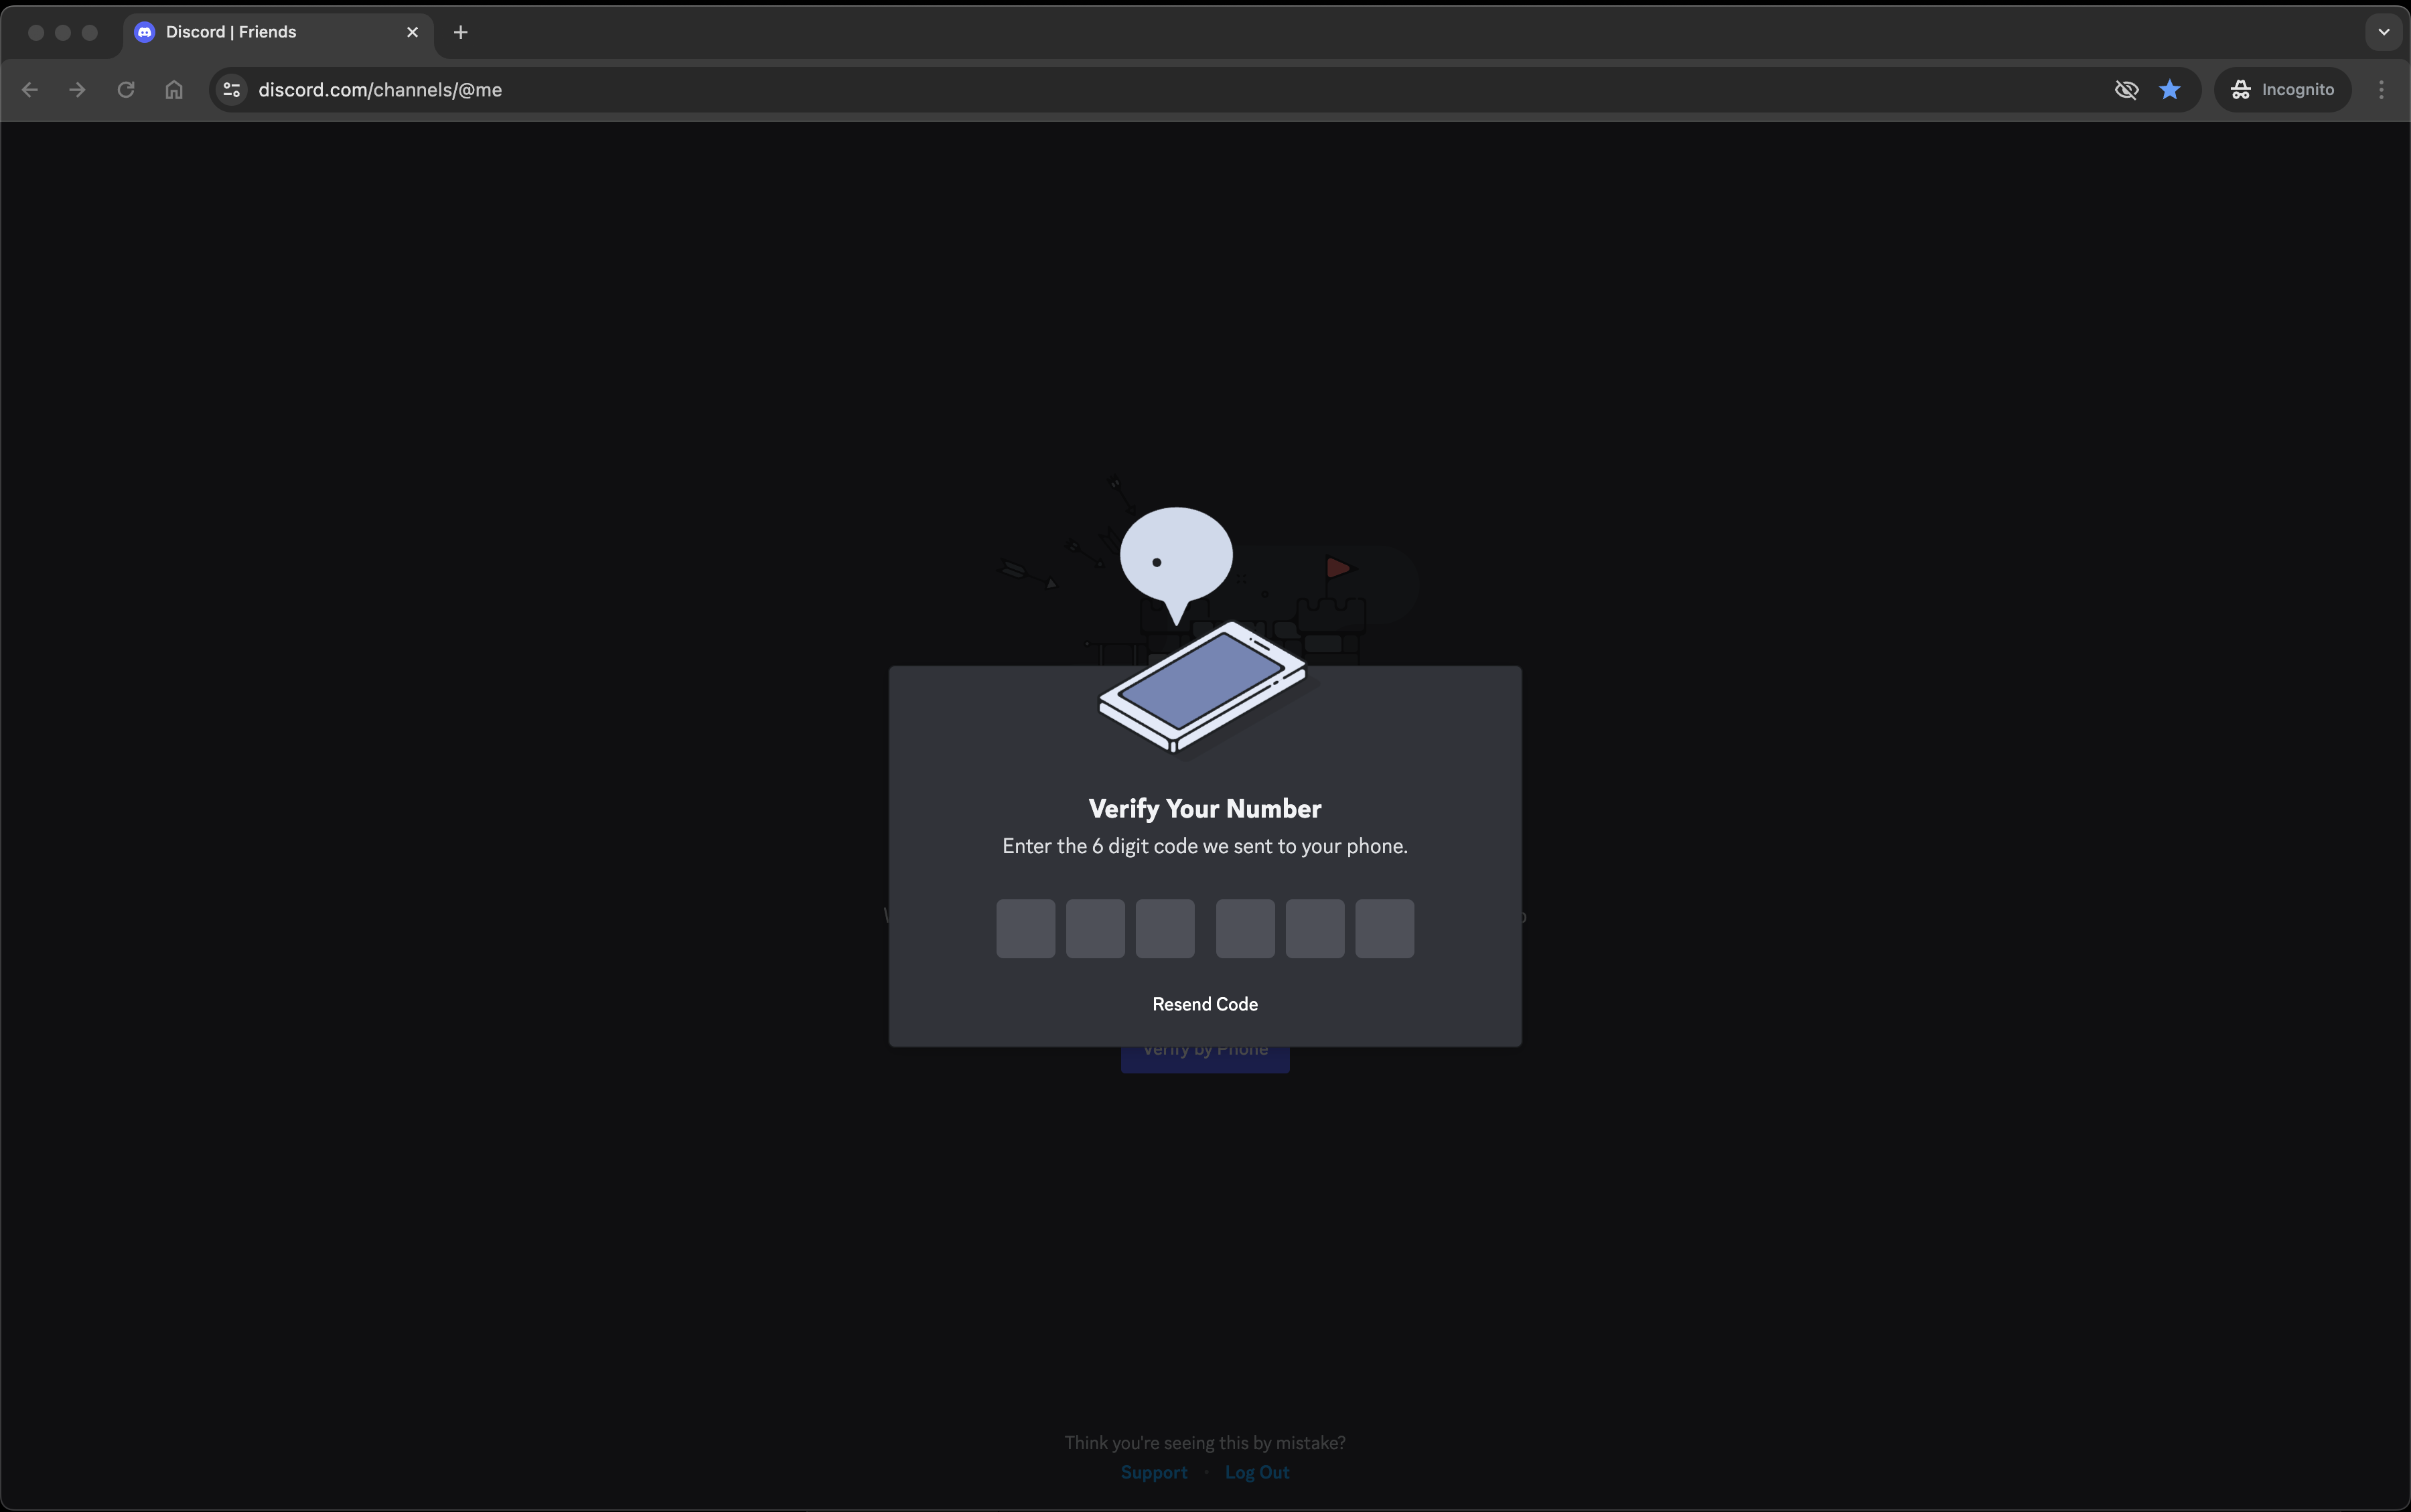 Discord | Friends
discord.com/channels/@me
Incognito
Verify Your Number
Enter the 6 digit code we sent to your phone.
Resend Code
Verify by Phone
Think you're seeing this by mistake?
Support • Log Out